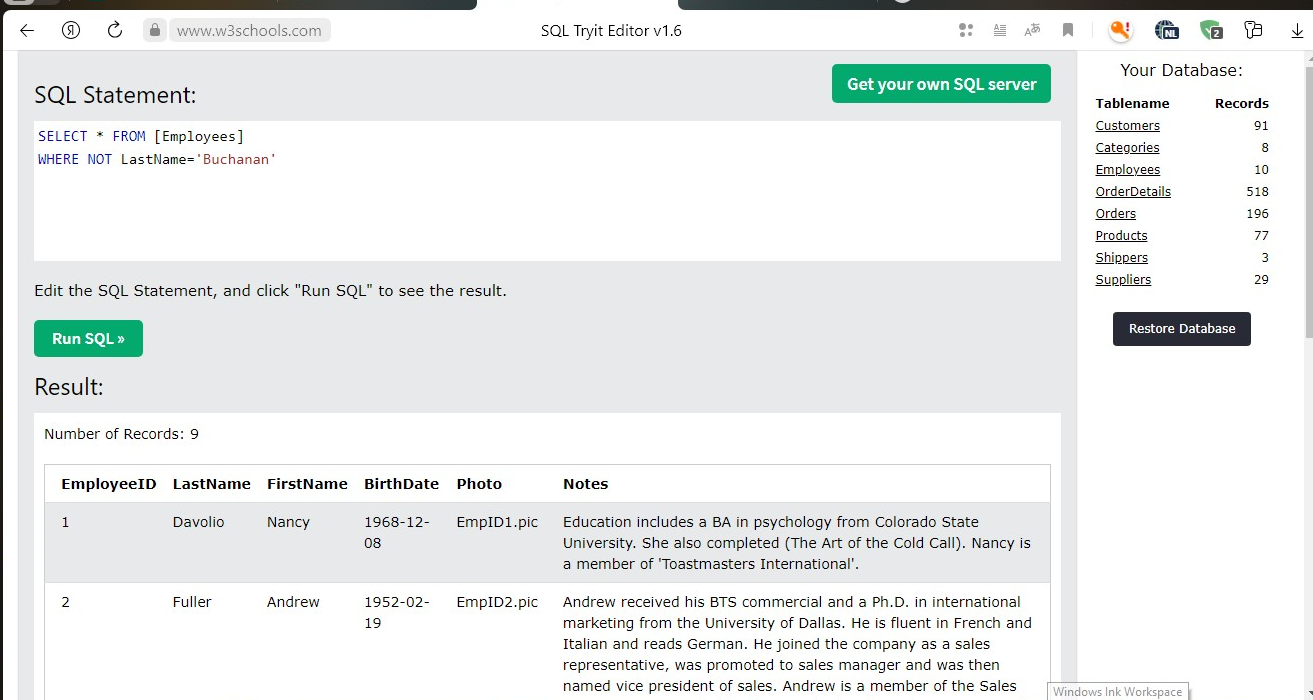 www.w3schools.com
SQL Tryit Editor v1.6
NL
2
SQL Statement:
Get your own SQL server
SELECT * FROM [Employees]
WHERE NOT LastName='Buchanan'
Edit the SQL Statement, and click "Run SQL" to see the result.
Run SQL »
Result:
Number of Records: 9
EmployeeID LastName FirstName BirthDate Photo Notes
1 Davolio Nancy 1968-12- EmpID1.pic Education includes a BA in psychology from Colorado State
08 University. She also completed (The Art of the Cold Call). Nancy is
a member of 'Toastmasters International'.
2 Fuller Andrew 1952-02- EmpID2.pic Andrew received his BTS commercial and a Ph.D. in international
19 marketing from the University of Dallas. He is fluent in French and
Italian and reads German. He joined the company as a sales
representative, was promoted to sales manager and was then
named vice president of sales. Andrew is a member of the Sales
Your Database:
Tablename Records
Customers 91
Categories 8
Employees 10
OrderDetails 518
Orders 196
Products 77
Shippers 3
Suppliers 29
Restore Database
Windows Ink Workspace